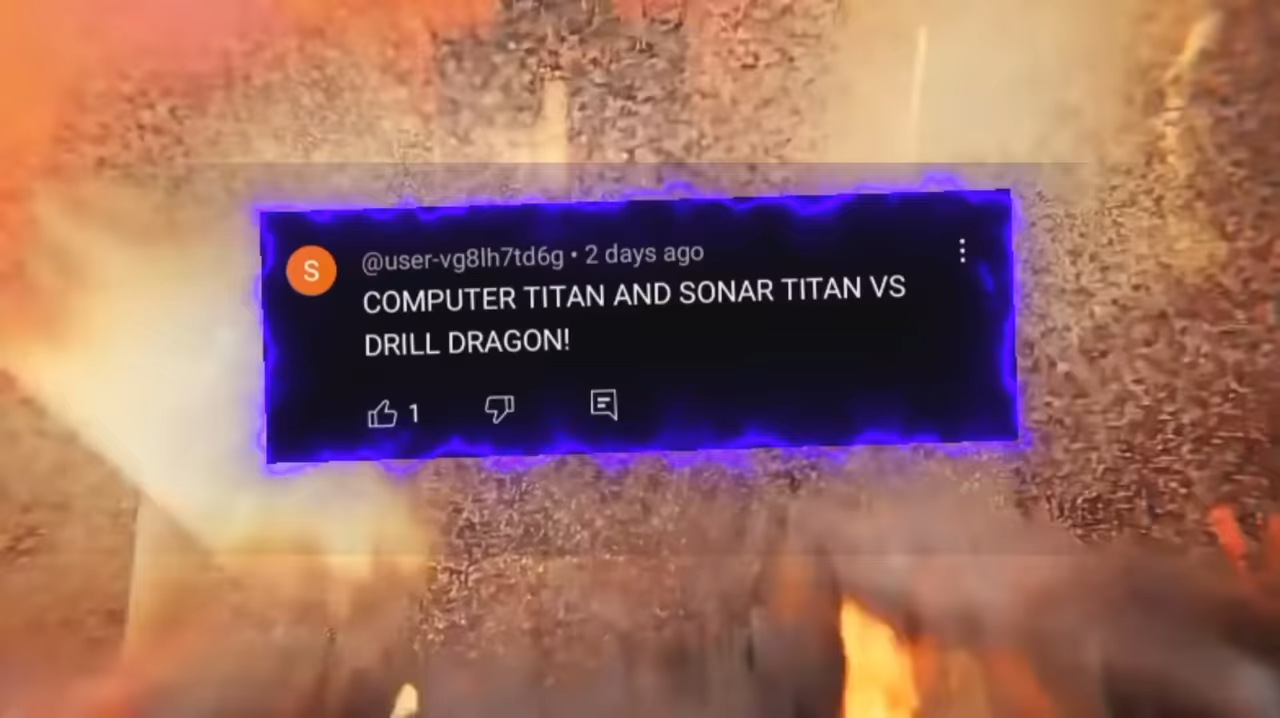 S
@user-vg8lh7td6g • 2 days ago
COMPUTER TITAN AND SONAR TITAN VS
DRILL DRAGON!
1